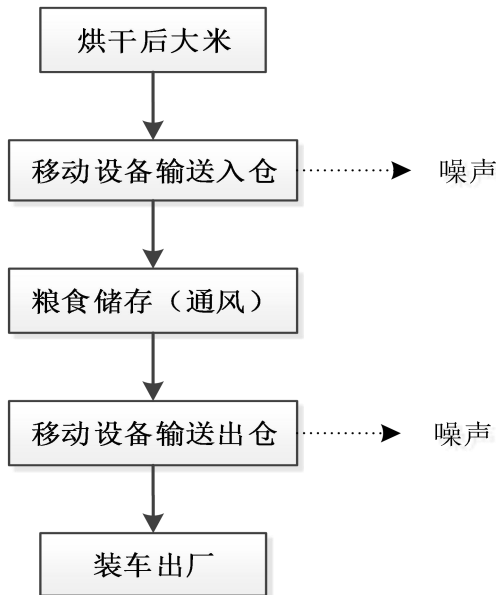 烘干后大米
移动设备输送入仓
噪声
粮食储存（通风）
移动设备输送出仓
噪声
装车出厂